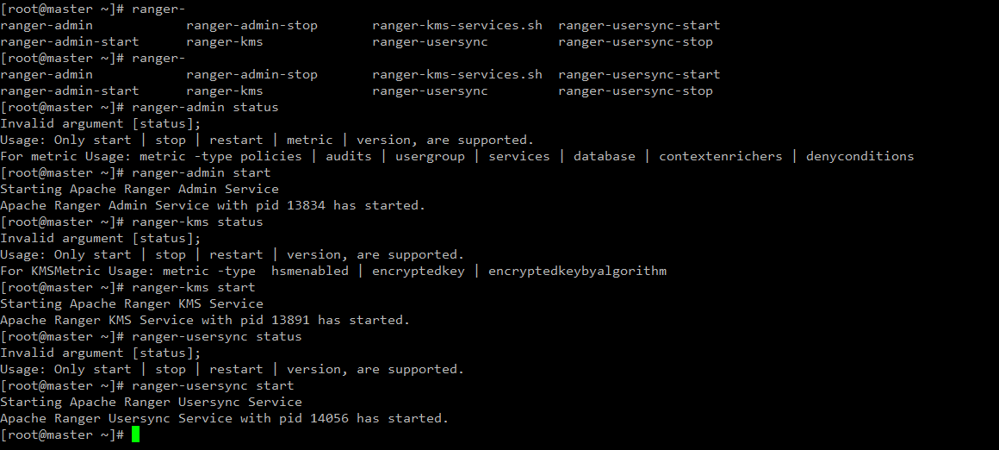 [root@master ~]# ranger-
ranger-admin            ranger-admin-stop       ranger-kms-services.sh  ranger-usersync-start
ranger-admin-start      ranger-kms              ranger-usersync         ranger-usersync-stop
[root@master ~]# ranger-
ranger-admin            ranger-admin-stop       ranger-kms-services.sh  ranger-usersync-start
ranger-admin-start      ranger-kms              ranger-usersync         ranger-usersync-stop
[root@master ~]# ranger-admin status
Invalid argument [status];
Usage: Only start | stop | restart | metric | version, are supported.
For metric Usage: metric -type policies | audits | usergroup | services | database | contextenrichers | denyconditions
[root@master ~]# ranger-admin start
Starting Apache Ranger Admin Service
Apache Ranger Admin Service with pid 13834 has started.
[root@master ~]# ranger-kms status
Invalid argument [status];
Usage: Only start | stop | restart | version, are supported.
For KMSMetric Usage: metric -type  hsmenabled | encryptedkey | encryptedkeybyalgorithm
[root@master ~]# ranger-kms start
Starting Apache Ranger KMS Service
Apache Ranger KMS Service with pid 13891 has started.
[root@master ~]# ranger-usersync status
Invalid argument [status];
Usage: Only start | stop | restart | version, are supported.
[root@master ~]# ranger-usersync start
Starting Apache Ranger Usersync Service
Apache Ranger Usersync Service with pid 14056 has started.
[root@master ~]#